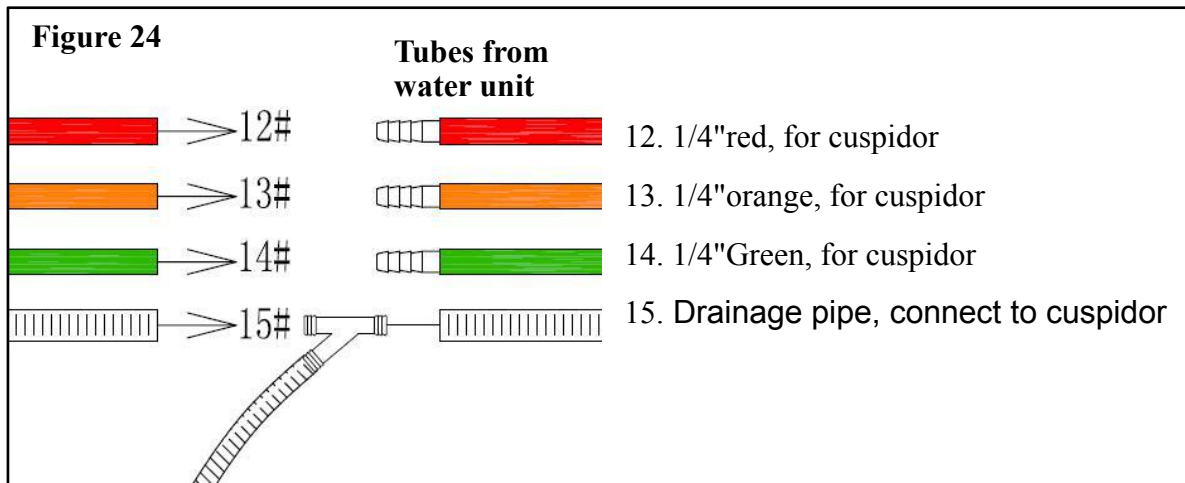 Figure 24
Tubes from
water unit
12#
12. 1/4"red, for cuspidor
13#
13. 1/4"orange, for cuspidor
14#
14. 1/4"Green, for cuspidor
15#
15. Drainage pipe, connect to cuspidor